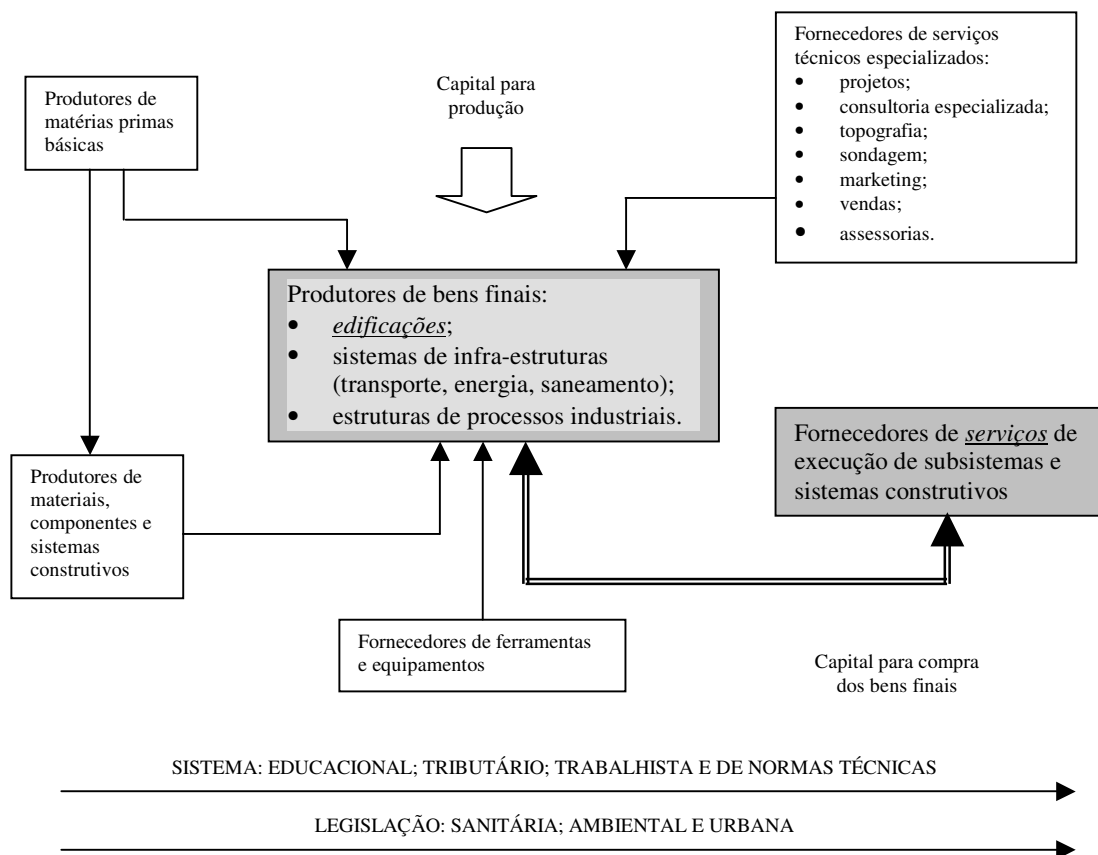 Fornecedores de serviços
técnicos especializados:
• projetos;
• consultoria especializada;
• topografia;
• sondagem;
• marketing;
• vendas;
• assessorias.
Capital para
produção
Produtores de
matérias primas
básicas
Produtores de bens finais:
• edificações;
• sistemas de infra-estruturas
(transporte, energia, saneamento);
• estruturas de processos industriais.
Fornecedores de serviços de
execução de subsistemas e
sistemas construtivos
Produtores de
materiais,
componentes e
sistemas
construtivos
Fornecedores de ferramentas
e equipamentos
Capital para compra
dos bens finais
SISTEMA: EDUCACIONAL; TRIBUTÁRIO; TRABALHISTA E DE NORMAS TÉCNICAS
LEGISLAÇÃO: SANITÁRIA; AMBIENTAL E URBANA